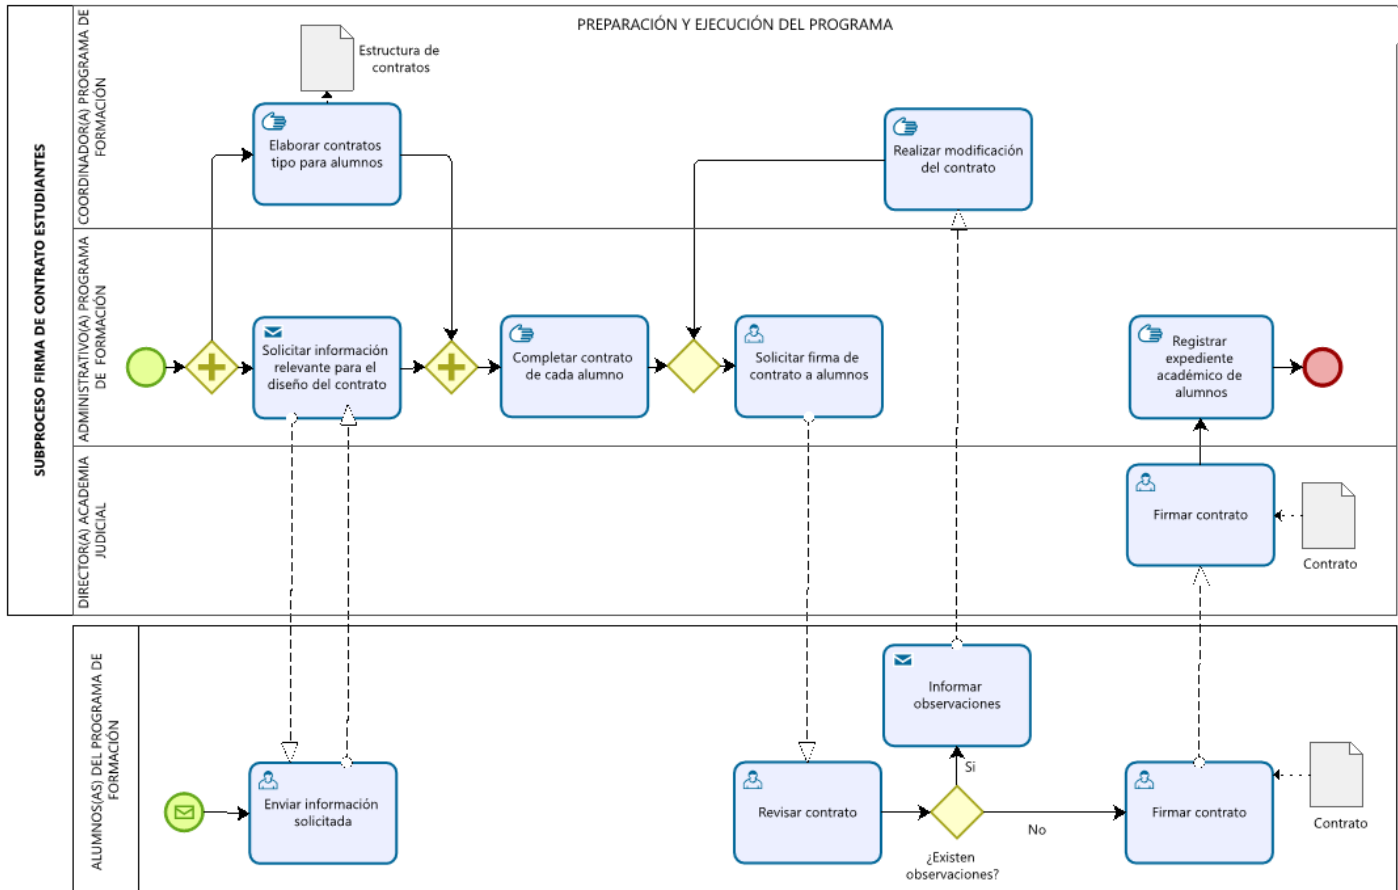 PREPARACIÓN Y EJECUCIÓN DEL PROGRAMA
SUBPROCESO FIRMA DE CONTRATO ESTUDIANTES
COORDINADOR(A) PROGRAMA DE
FORMACIÓN
Estructura de
contratos
Elaborar contratos
tipo para alumnos
Realizar modificación
del contrato
ADMINISTRATIVO(A) PROGRAMA
DE FORMACIÓN
Solicitar información
relevante para el
diseño del contrato
Completar contrato
de cada alumno
Solicitar firma de
contrato a alumnos
Registrar
expediente
académico de
alumnos
DIRECTOR(A) ACADEMIA
JUDICIAL
Firmar contrato
Contrato
ALUMNOS(AS) DEL PROGRAMA DE
FORMACIÓN
Informar
observaciones
Si
Enviar información
solicitada
Revisar contrato
¿Existen
observaciones?
No
Firmar contrato
Contrato